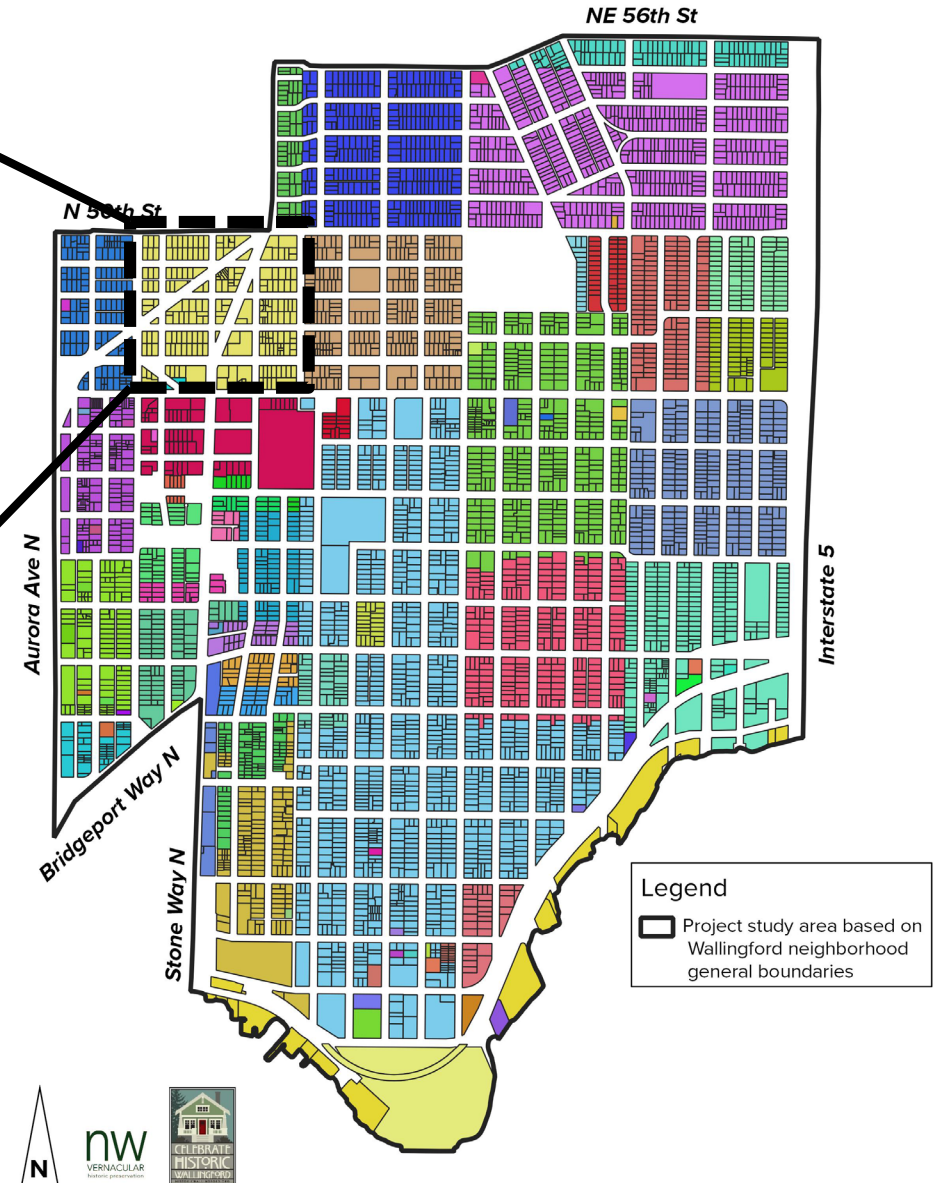 NE 56th St
N 50th St
Aurora Ave N
Interstate 5
Bridgeport Way N
Stone Way N
Legend
Project study area based on
Wallingford neighborhood
general boundaries
N
nw
VERNACULAR
historic preservation
CELEBRATE
HISTORIC
WALLINGFORD